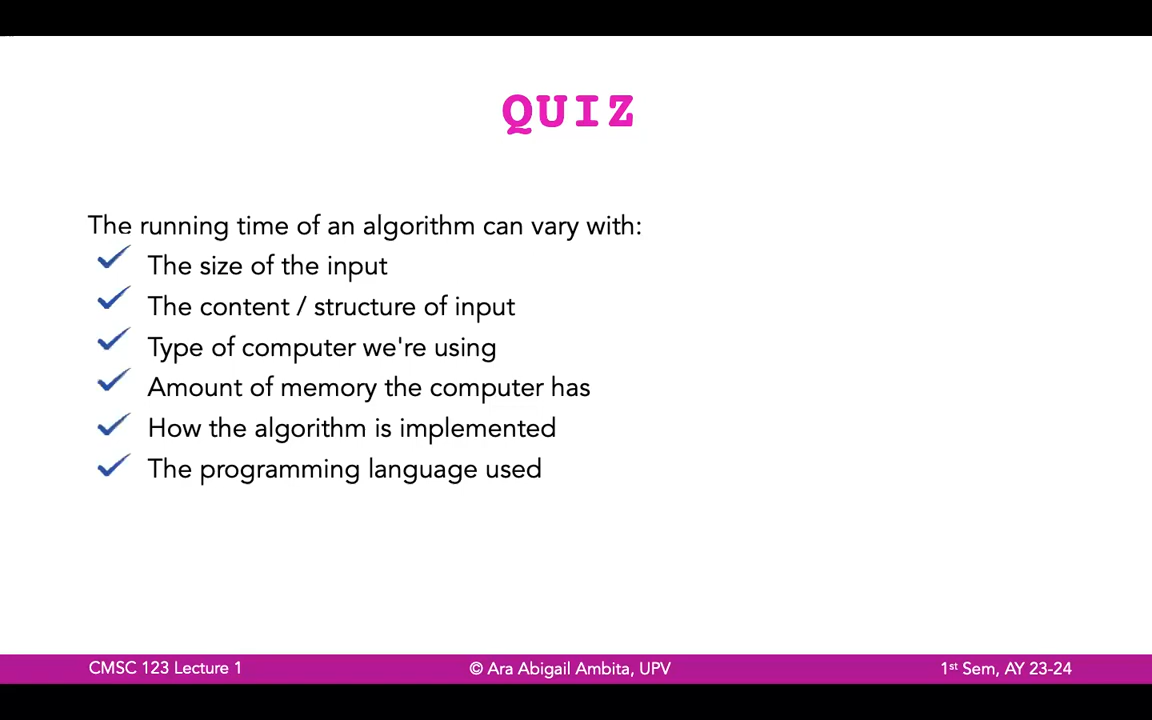 QUIZ
The running time of an algorithm can vary with:
The size of the input
The content / structure of input
Type of computer we're using
Amount of memory the computer has
How the algorithm is implemented
The programming language used
CMSC 123 Lecture 1
© Ara Abigail Ambita, UPV
1st Sem, AY 23-24